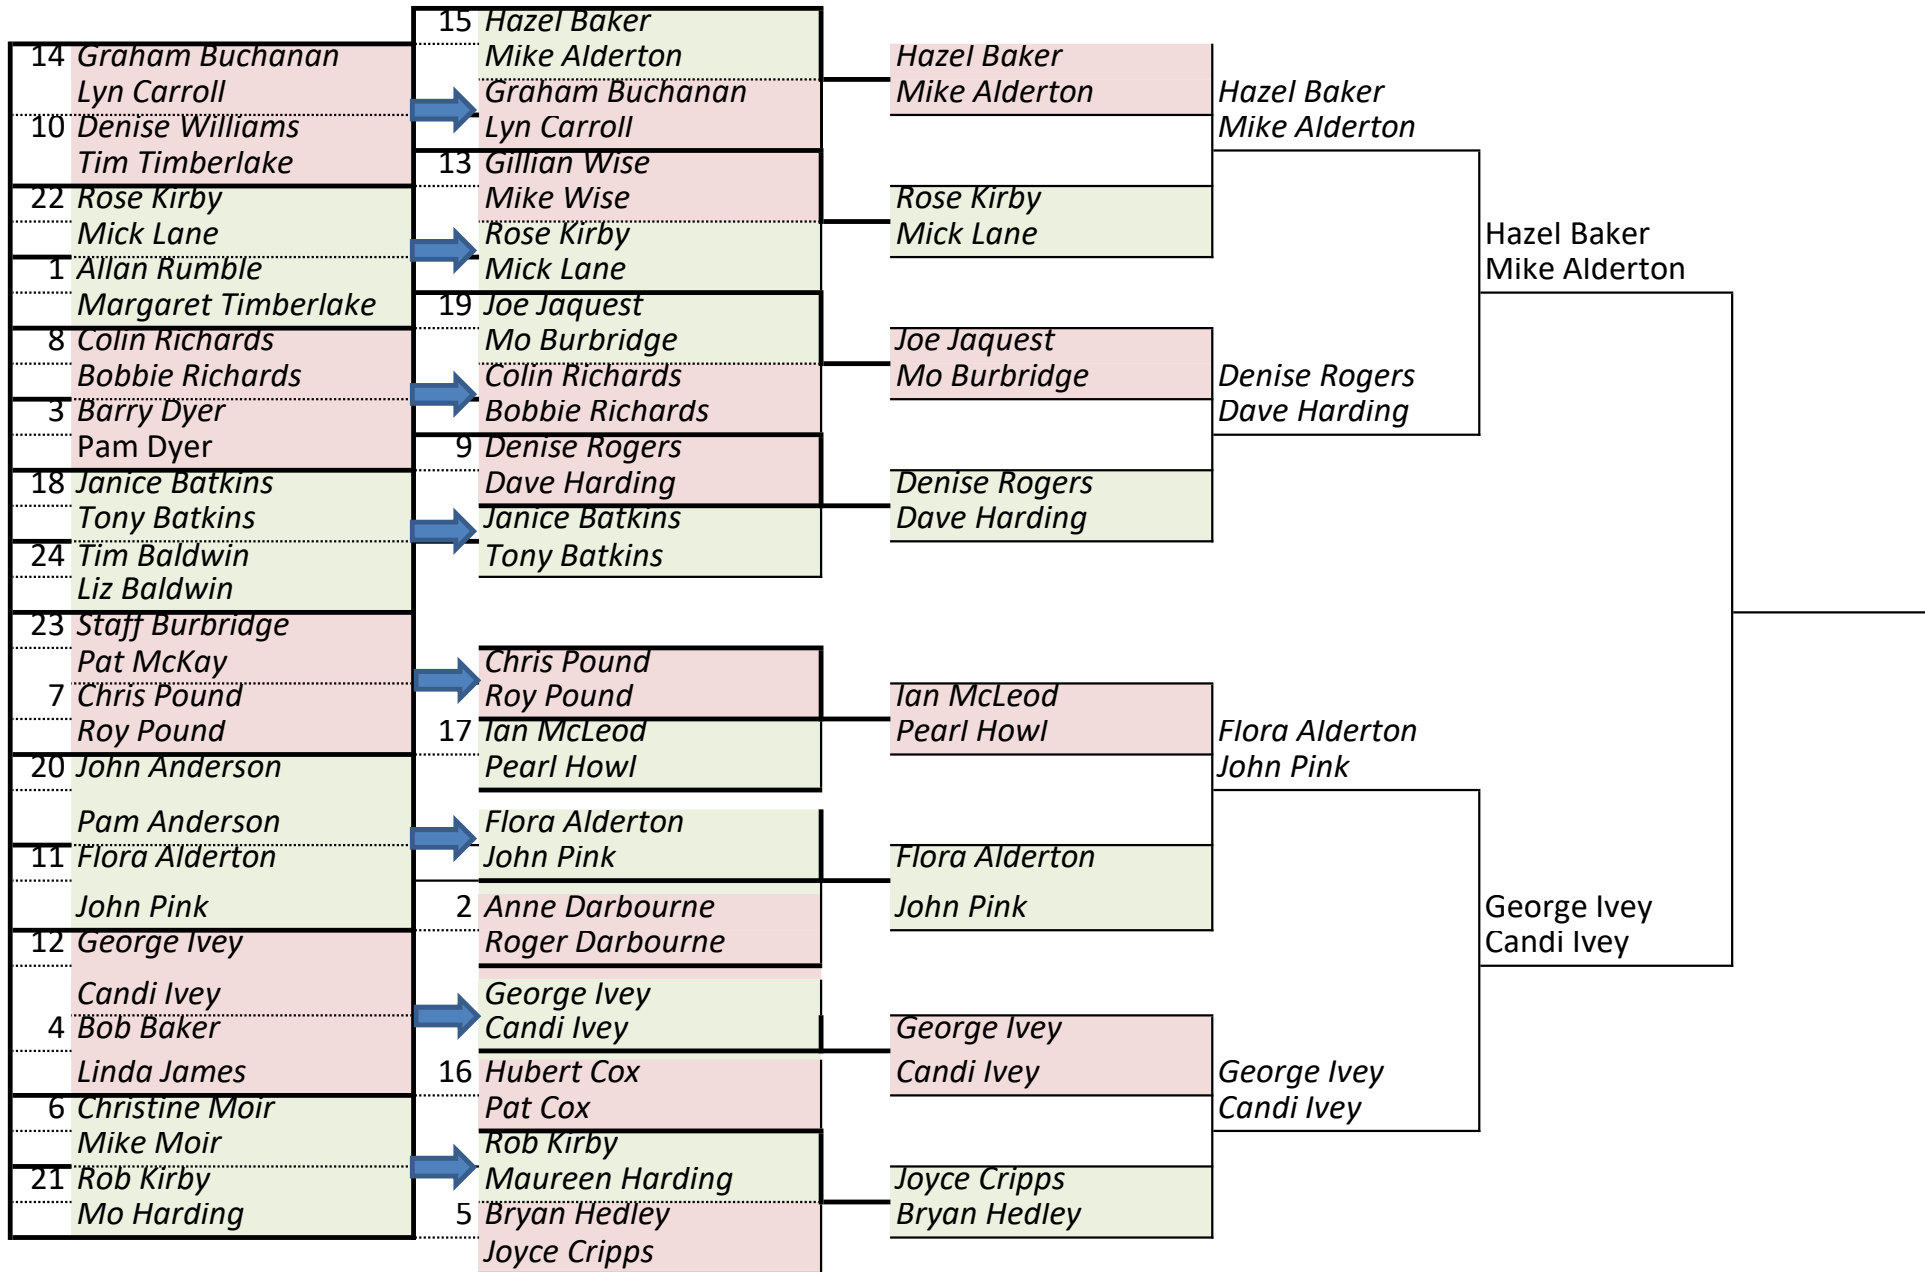 14 Graham Buchanan
Lyn Carroll
10 Denise Williams
Tim Timberlake
22 Rose Kirby
Mick Lane
1 Allan Rumble
Margaret Timberlake
8 Colin Richards
Bobbie Richards
3 Barry Dyer
Pam Dyer
18 Janice Batkins
Tony Batkins
24 Tim Baldwin
Liz Baldwin
23 Staff Burbridge
Pat McKay
7 Chris Pound
Roy Pound
20 John Anderson
Pam Anderson
11 Flora Alderton
John Pink
12 George Ivey
Candi Ivey
4 Bob Baker
Linda James
6 Christine Moir
Mike Moir
21 Rob Kirby
Mo Harding
15 Hazel Baker
Mike Alderton
Graham Buchanan
Lyn Carroll
13 Gillian Wise
Mike Wise
Rose Kirby
Mick Lane
19 Joe Jaquest
Mo Burbridge
Colin Richards
Bobbie Richards
9 Denise Rogers
Dave Harding
Janice Batkins
Tony Batkins
Chris Pound
Roy Pound
17 Ian McLeod
Pearl Howl
Flora Alderton
John Pink
2 Anne Darbourne
Roger Darbourne
George Ivey
Candi Ivey
16 Hubert Cox
Pat Cox
Rob Kirby
Maureen Harding
5 Bryan Hedley
Joyce Cripps
Hazel Baker
Mike Alderton
Rose Kirby
Mick Lane
Joe Jaquest
Mo Burbridge
Denise Rogers
Dave Harding
Ian McLeod
Pearl Howl
Flora Alderton
John Pink
George Ivey
Candi Ivey
Joyce Cripps
Bryan Hedley
Hazel Baker
Mike Alderton
Denise Rogers
Dave Harding
Flora Alderton
John Pink
George Ivey
Candi Ivey
Hazel Baker
Mike Alderton
George Ivey
Candi Ivey